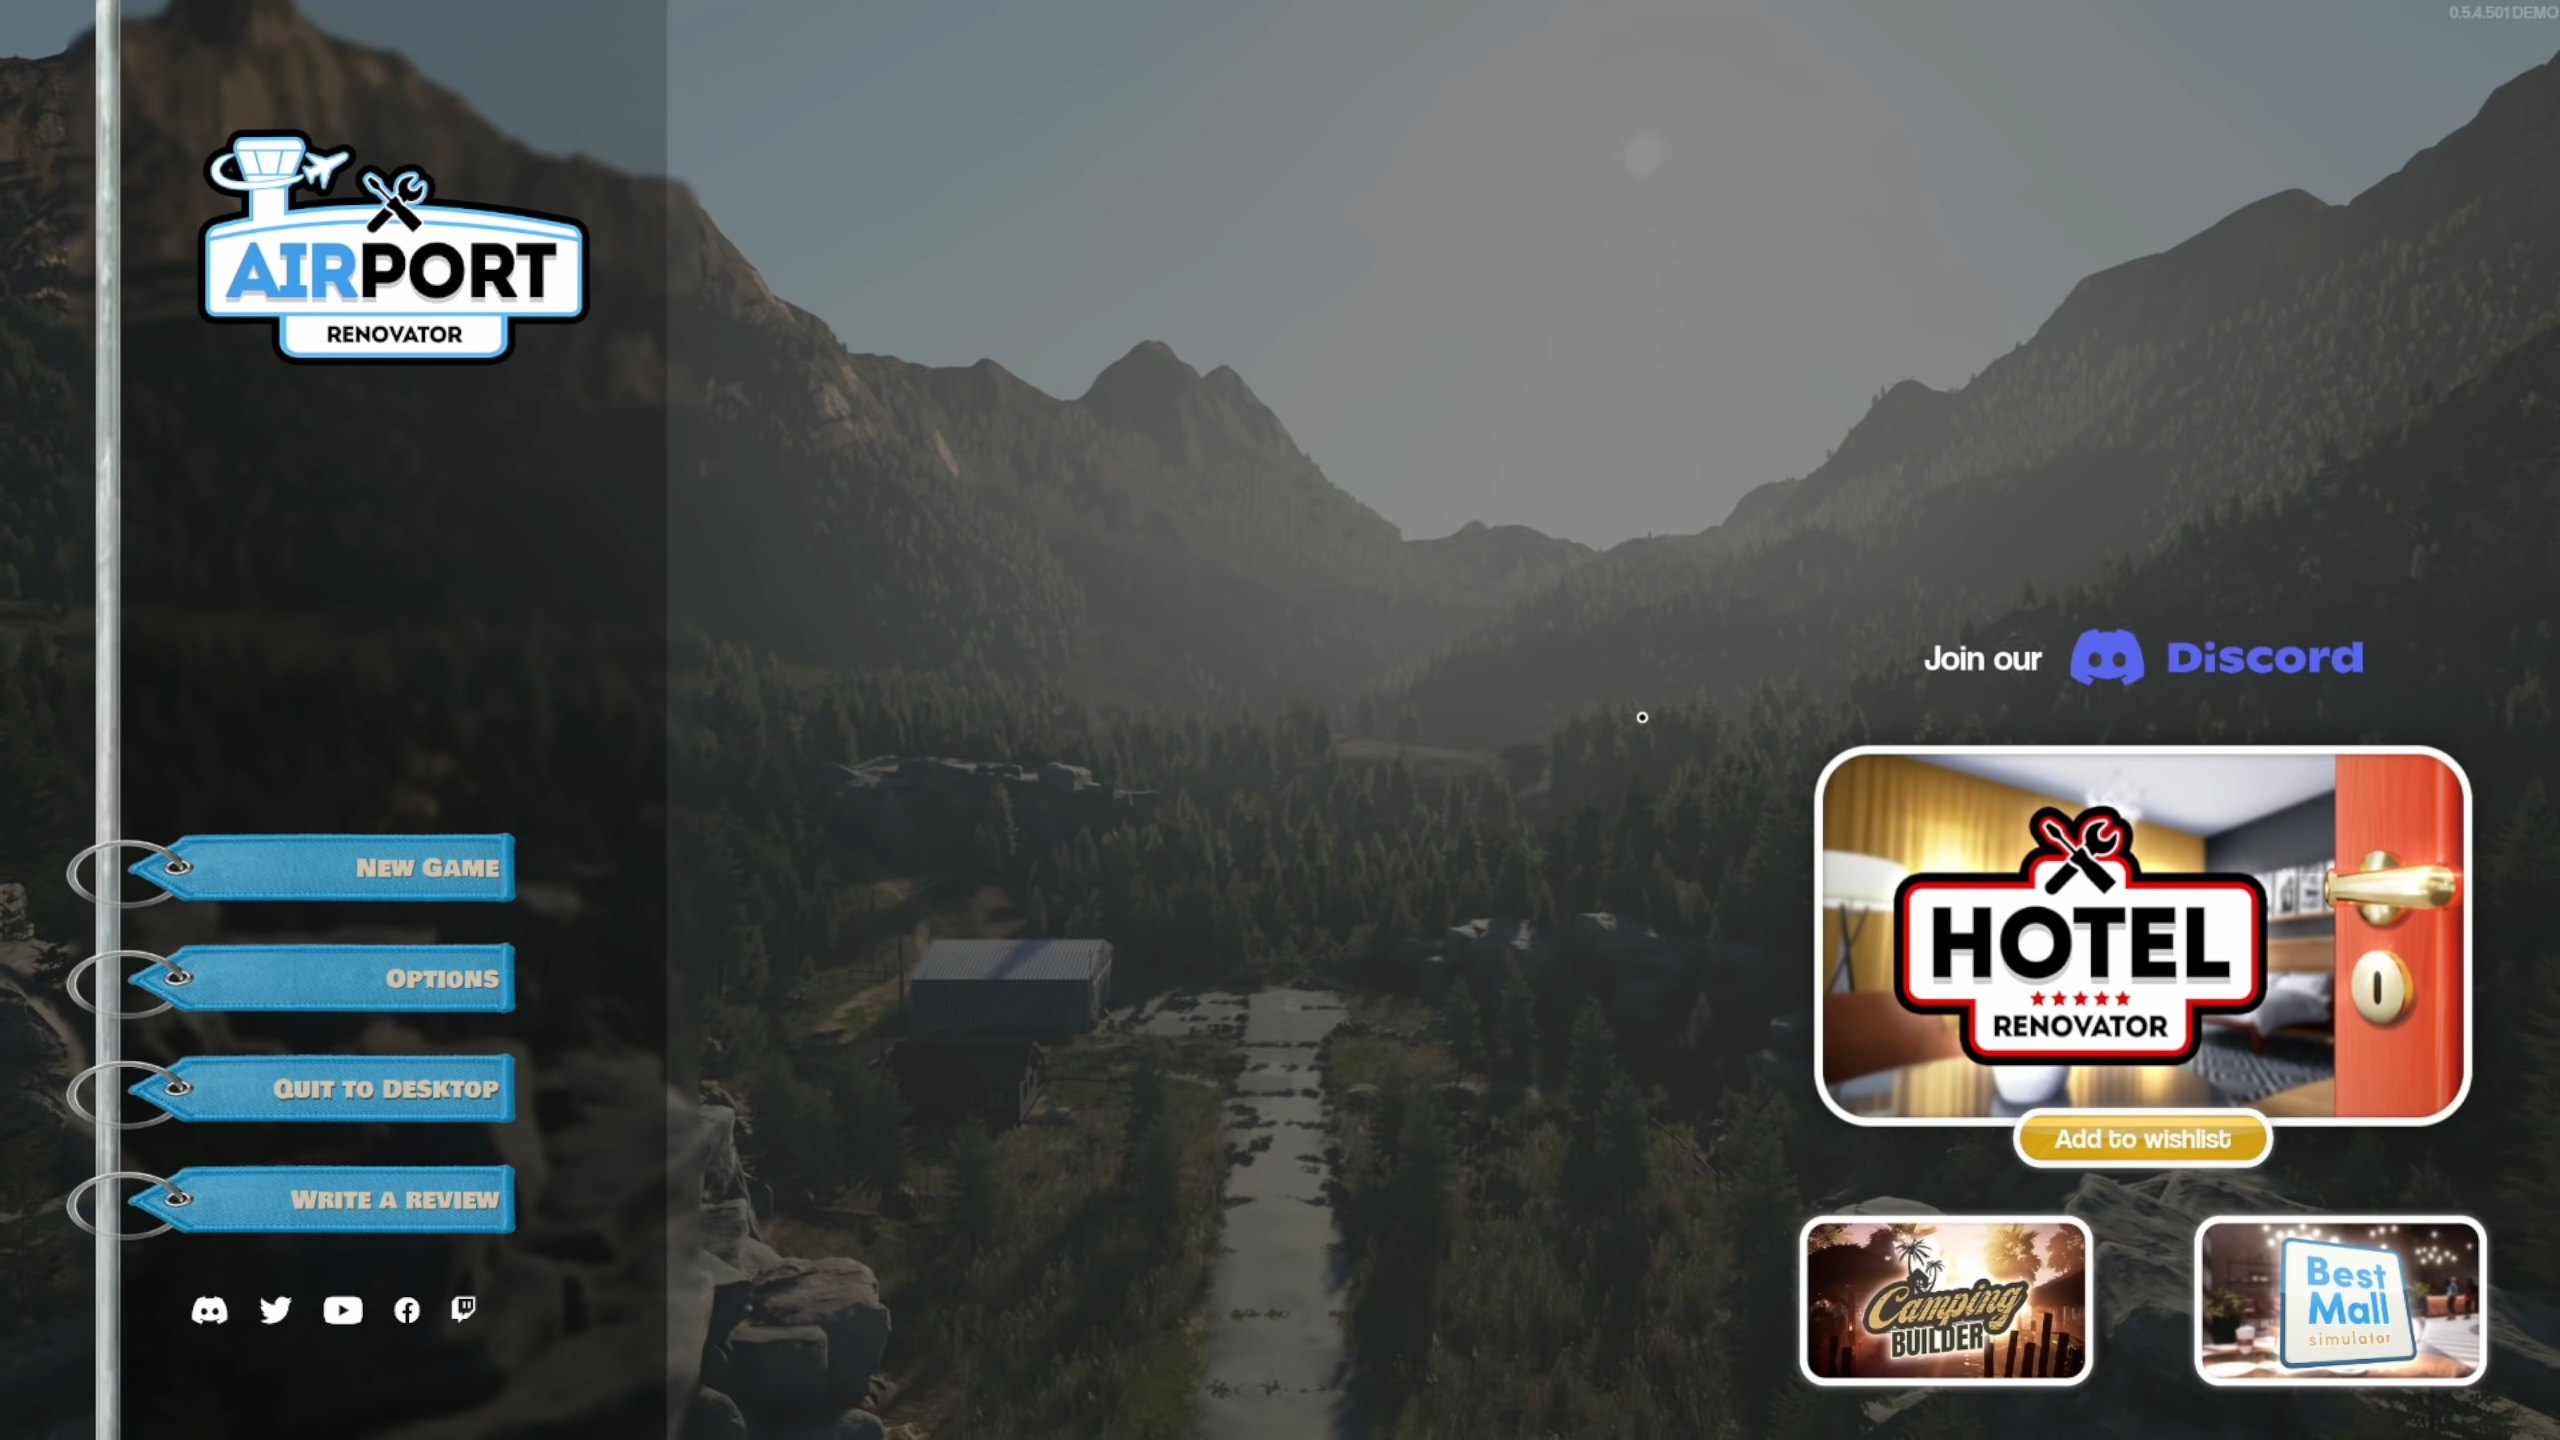 0.5.4.501 DEMO
AIRPORT
RENOVATOR
NEW GAME
OPTIONS
QUIT TO DESKTOP
WRITE A REVIEW
Join our Discord
HOTEL
RENOVATOR
Add to wishlist
Camping
BUILDER
Best
Mall
simulator